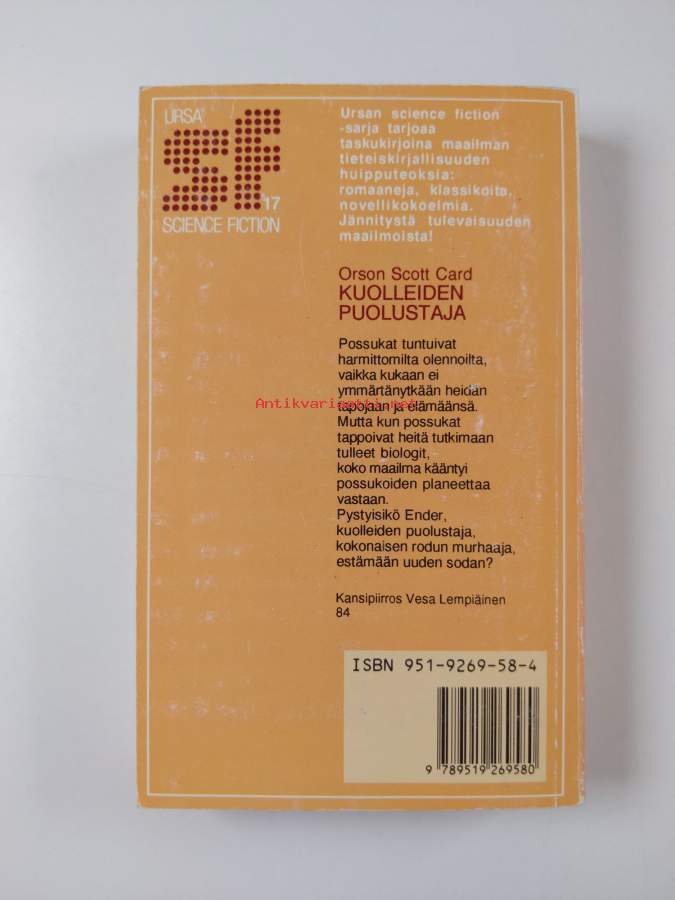 URSA
sf
17
SCIENCE FICTION
Ursan science fiction
-sarja tarjoaa
taskukirjoina maailman
tieteiskirjallisuuden
huipputeoksia:
romaaneja, klassikoita,
novellikokoelmia.
Jännitystä tulevaisuuden
maailmoista!
Orson Scott Card
KUOLLEIDEN
PUOLUSTAJA
Possukat tuntuivat
harmittomilta olennoilta,
vaikka kukaan ei
ymmärtänytkään heidän
Antikvariaatti.net
tapojaan ja elämäänsä.
Mutta kun possukat
tappoivat heitä tutkimaan
tulleet biologit,
koko maailma kääntyi
possukoiden planeettaa
vastaan.
Pystyisikö Ender,
kuolleiden puolustaja,
kokonaisen rodun murhaaja,
estämään uuden sodan?
Kansipiirros Vesa Lempiäinen
84
ISBN 951-9269-58-4
9 789519 269580